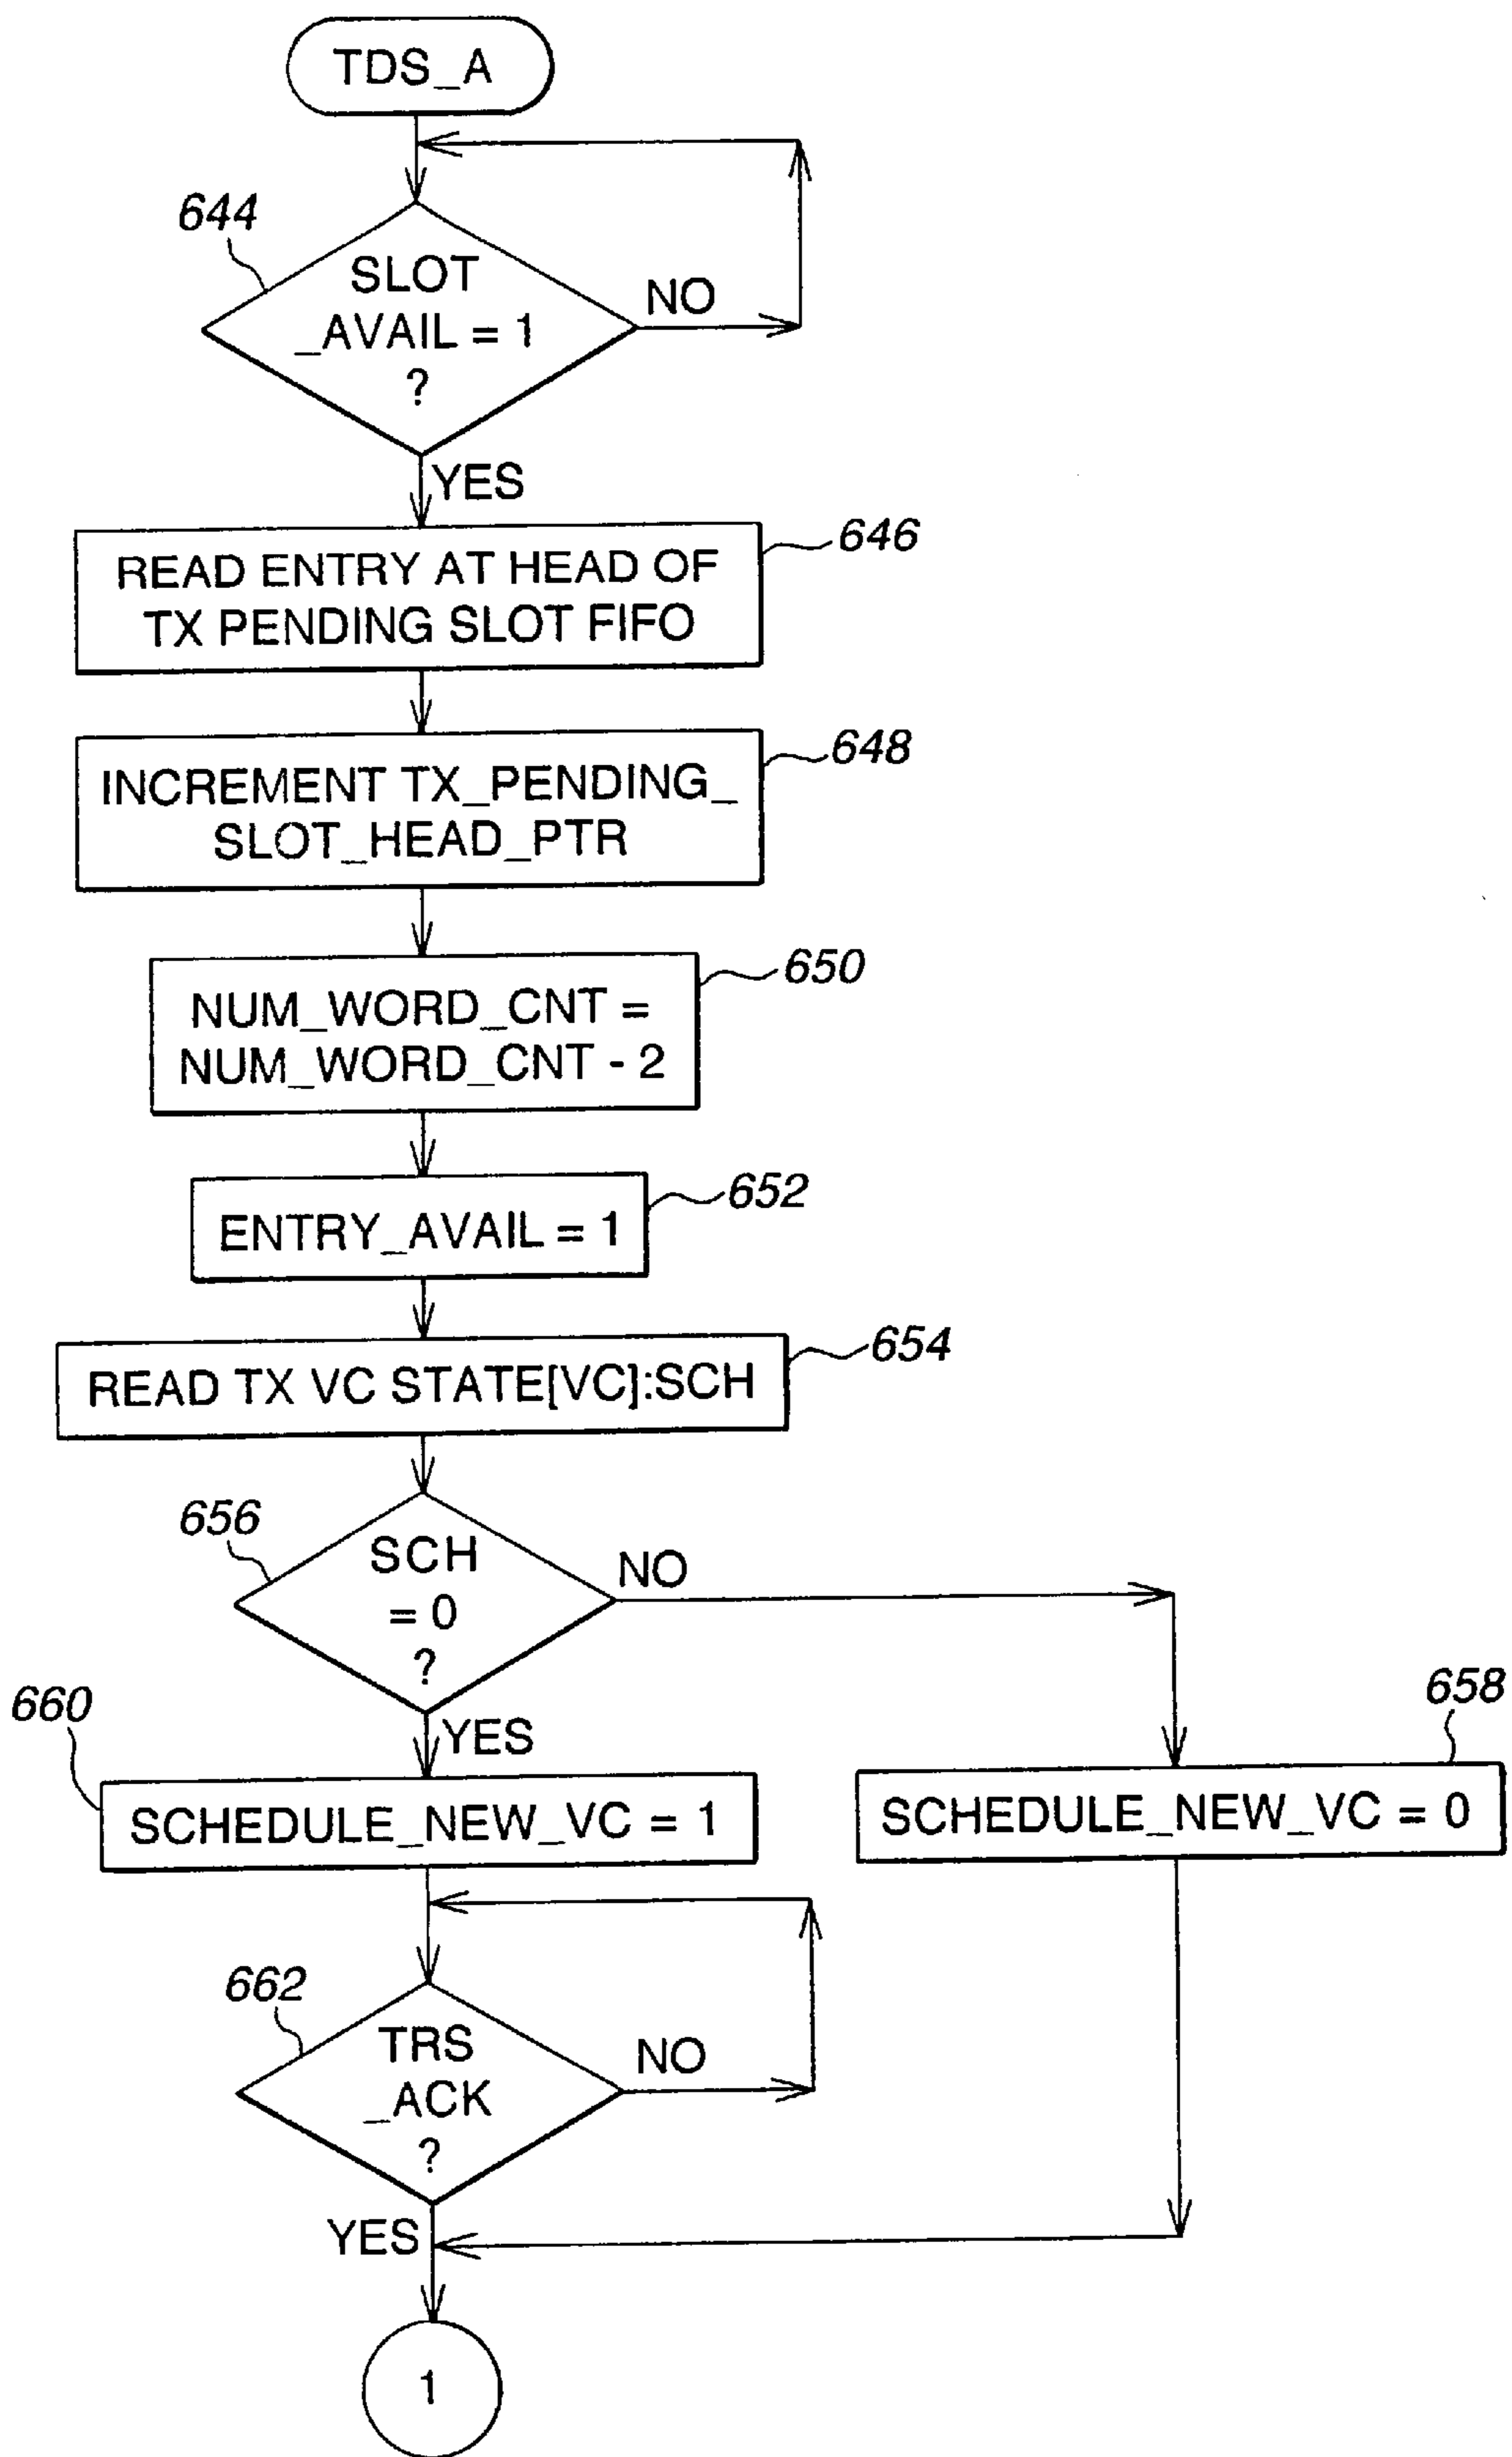 TDS_A
644
SLOT
_AVAIL = 1
?
NO
YES
646
READ ENTRY AT HEAD OF
TX PENDING SLOT FIFO
648
INCREMENT TX_PENDING_
SLOT_HEAD_PTR
650
NUM_WORD_CNT =
NUM_WORD_CNT - 2
652
ENTRY_AVAIL = 1
654
READ TX VC STATE[VC]:SCH
656
SCH
= 0
?
NO
YES
660
SCHEDULE_NEW_VC = 1
658
SCHEDULE_NEW_VC = 0
662
TRS
_ACK
?
NO
YES
1